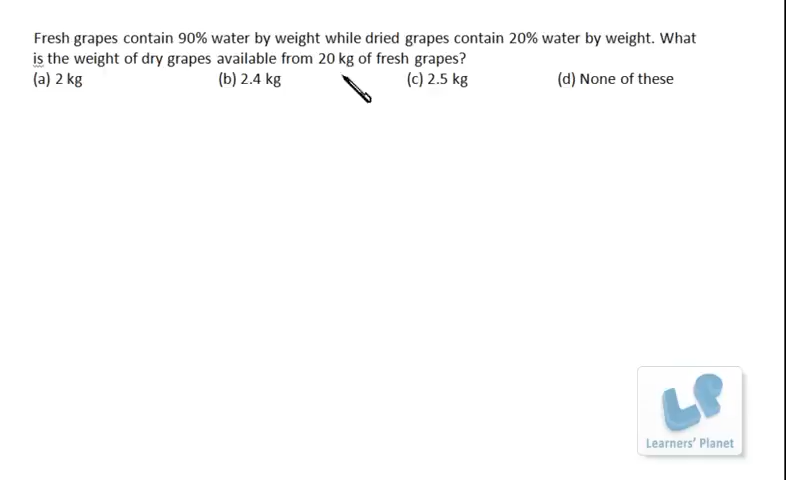 Fresh grapes contain 90% water by weight while dried grapes contain 20% water by weight. What
is the weight of dry grapes available from 20 kg of fresh grapes?
(a) 2 kg (b) 2.4 kg (c) 2.5 kg (d) None of these
LP
Learners' Planet